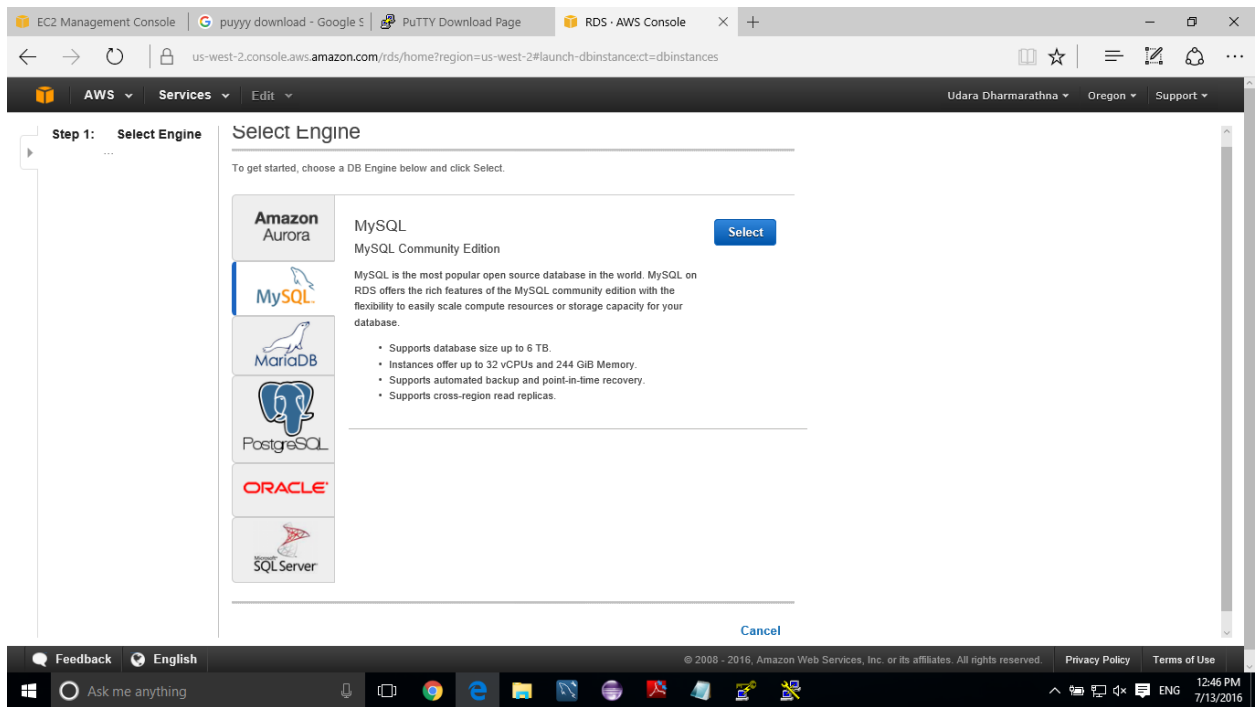 EC2 Management Console
puyyy download - Google S
PuTTY Download Page
RDS · AWS Console
us-west-2.console.aws.amazon.com/rds/home?region=us-west-2#launch-dbinstance:ct=dbinstances
AWS Services Edit Udara Dharmarathna Oregon Support
Step 1: Select Engine
...
Select Engine
To get started, choose a DB Engine below and click Select.
Amazon
Aurora
MySQL
MariaDB
PostgreSQL
ORACLE
Microsoft
SQL Server
MySQL
Select
MySQL Community Edition
MySQL is the most popular open source database in the world. MySQL on
RDS offers the rich features of the MySQL community edition with the
flexibility to easily scale compute resources or storage capacity for your
database.
• Supports database size up to 6 TB.
• Instances offer up to 32 vCPUs and 244 GiB Memory.
• Supports automated backup and point-in-time recovery.
• Supports cross-region read replicas.
Cancel
Feedback English © 2008 - 2016, Amazon Web Services, Inc. or its affiliates. All rights reserved. Privacy Policy Terms of Use
Ask me anything
ENG
12:46 PM
7/13/2016